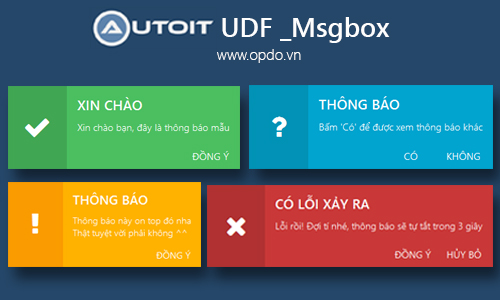 AUTOIT UDF _Msgbox
www.opdo.vn
XIN CHÀO
Xin chào bạn, đây là thông báo mẫu
ĐỒNG Ý
THÔNG BÁO
Bấm 'Có' để được xem thông báo khác
CÓ KHÔNG
THÔNG BÁO
Thông báo này on top đó nha
Thật tuyệt vời phải không ^^
ĐỒNG Ý
CÓ LỖI XẢY RA
Lỗi rồi! Đợi tí nhé, thông báo sẽ tự tắt trong 3 giây
ĐỒNG Ý HỦY BỎ